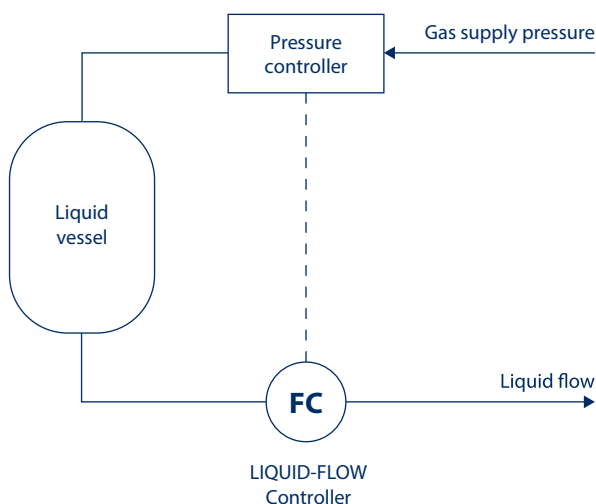 Gas supply pressure
Pressure
controller
Liquid
vessel
Liquid flow
FC
LIQUID-FLOW
Controller